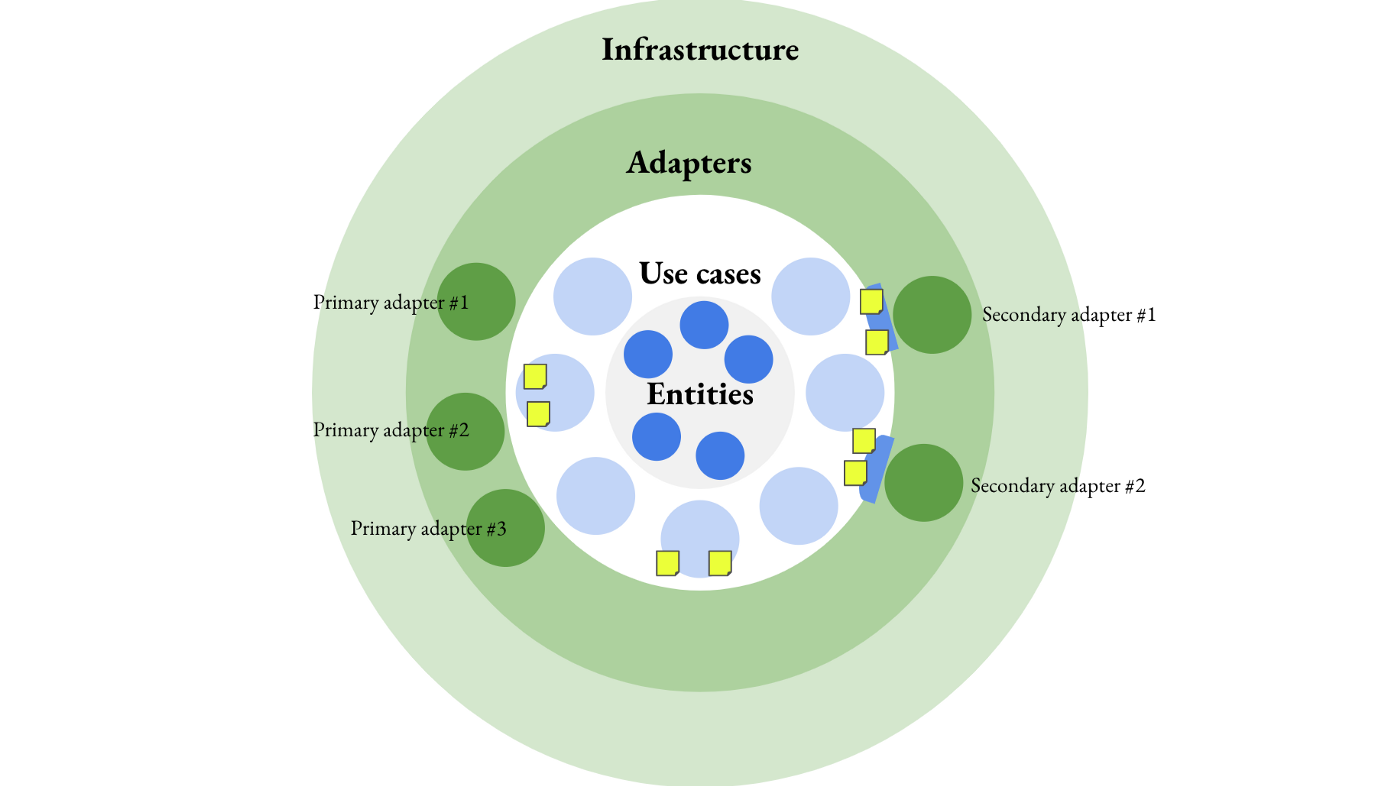 Infrastructure
Adapters
Use cases
Primary adapter #1
Secondary adapter #1
Entities
Primary adapter #2
Secondary adapter #2
Primary adapter #3